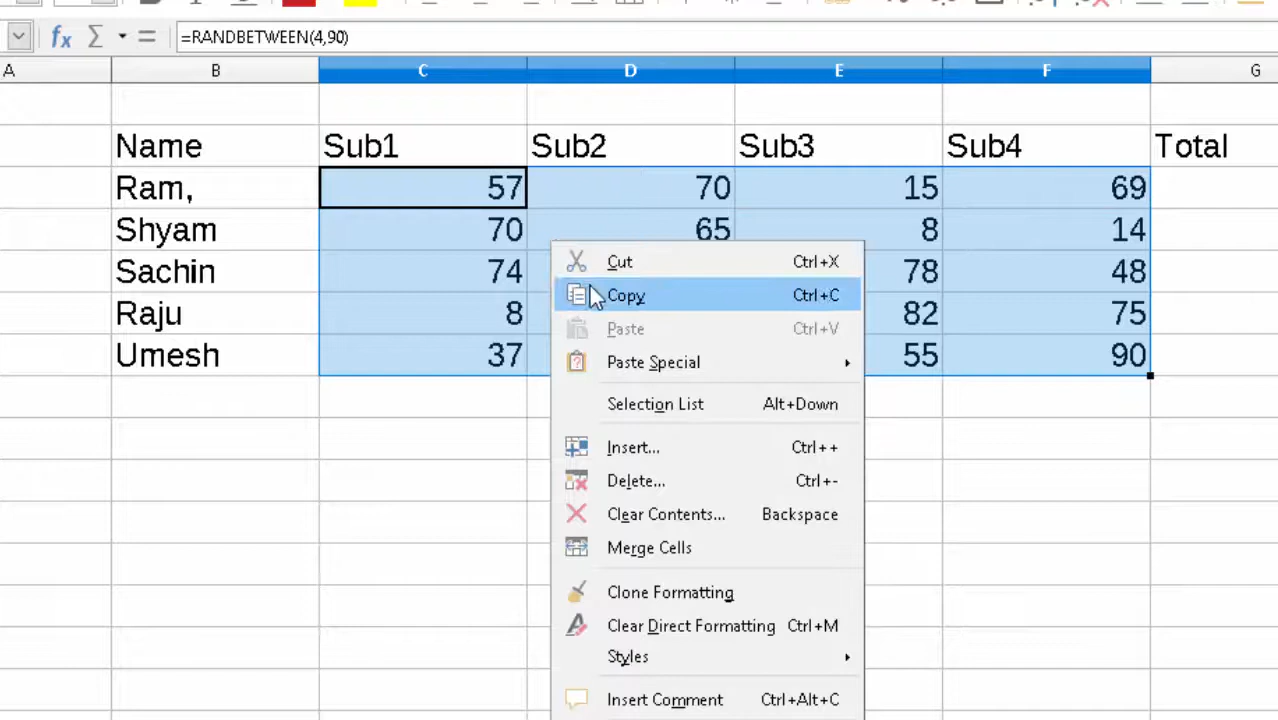 fx Σ = =RANDBETWEEN(4,90)
A B C D E F G
Name Sub1 Sub2 Sub3 Sub4 Total
Ram, 57 70 15 69
Shyam 70 65 8 14
Sachin 74 78 48
Raju 8 82 75
Umesh 37 55 90
Cut Ctrl+X
Copy Ctrl+C
Paste Ctrl+V
Paste Special
Selection List Alt+Down
Insert... Ctrl++
Delete... Ctrl+-
Clear Contents... Backspace
Merge Cells
Clone Formatting
Clear Direct Formatting Ctrl+M
Styles
Insert Comment Ctrl+Alt+C